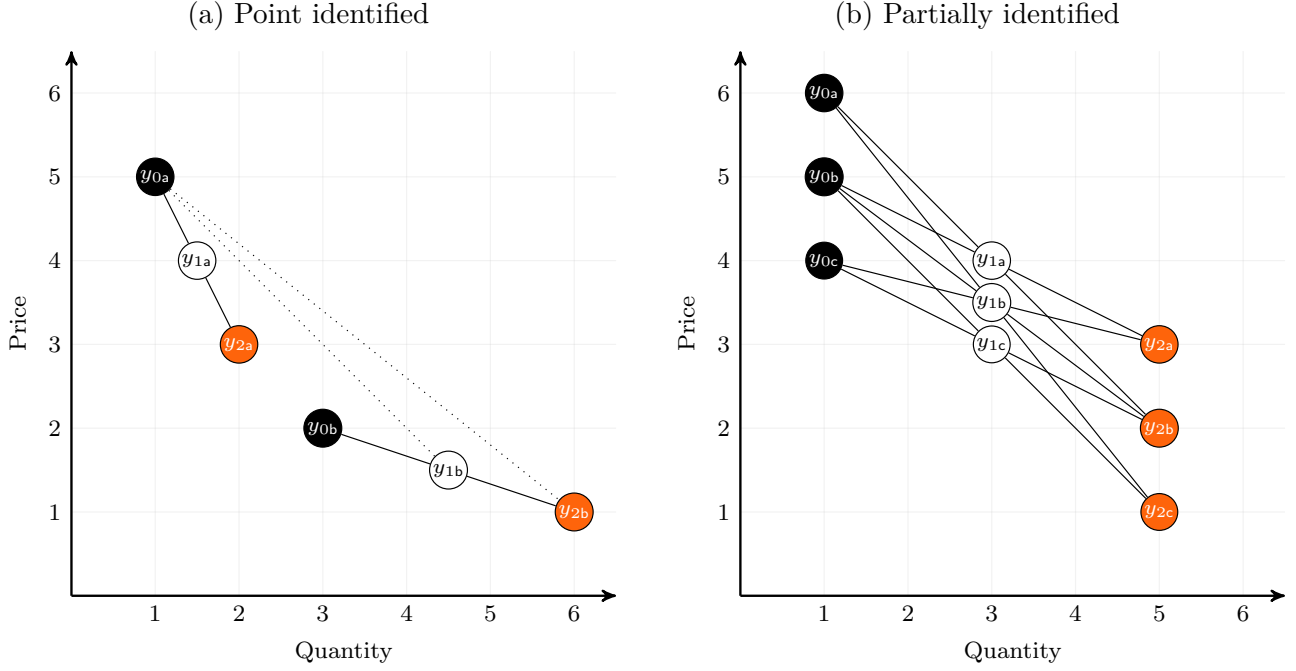 (a) Point identified
6
5
4
3
2
1
y0a
y1a
y2a
y0b
y1b
y2b
1 2 3 4 5 6
Price
Quantity
(b) Partially identified
6
5
4
3
2
1
y0a
y0b
y0c
y1a
y1b
y1c
y2a
y2b
y2c
1 2 3 4 5 6
Price
Quantity